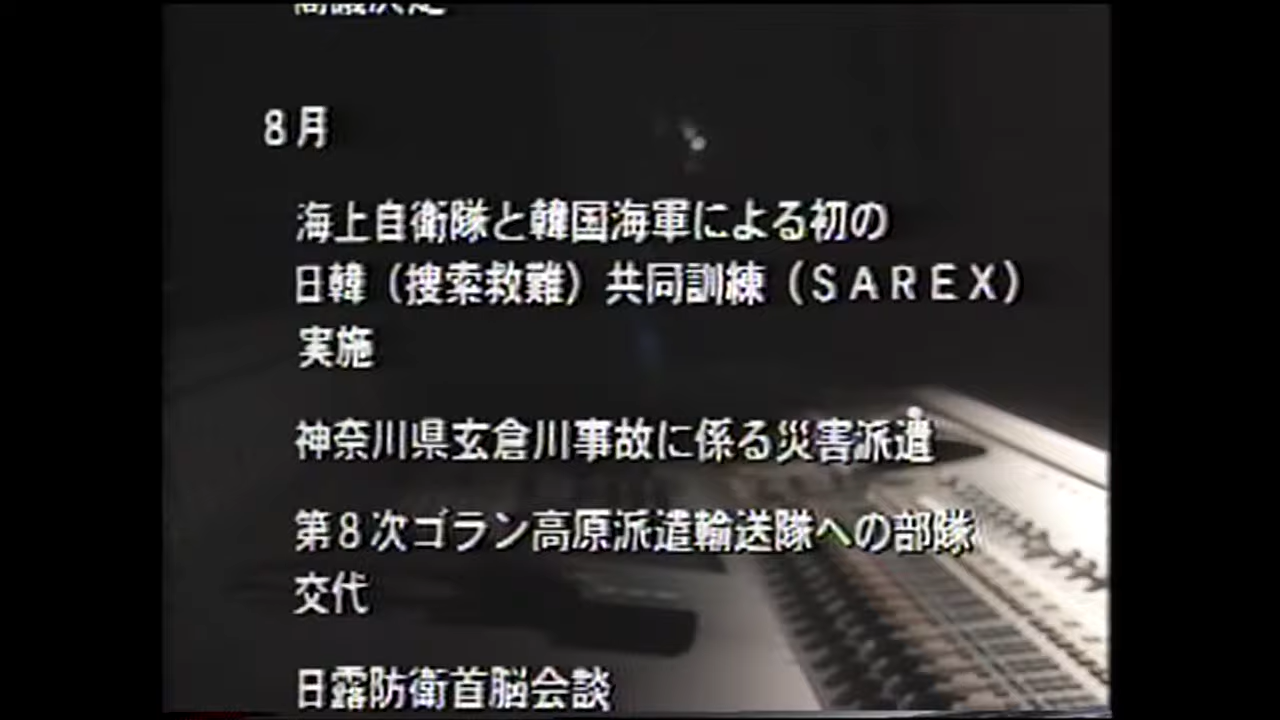 8月
海上自衛隊と韓国海軍による初の
日韓（捜索救難）共同訓練（ＳＡＲＥＸ）
実施
神奈川県玄倉川事故に係る災害派遣
第8次ゴラン高原派遣輸送隊への部隊
交代
日露防衛首脳会談